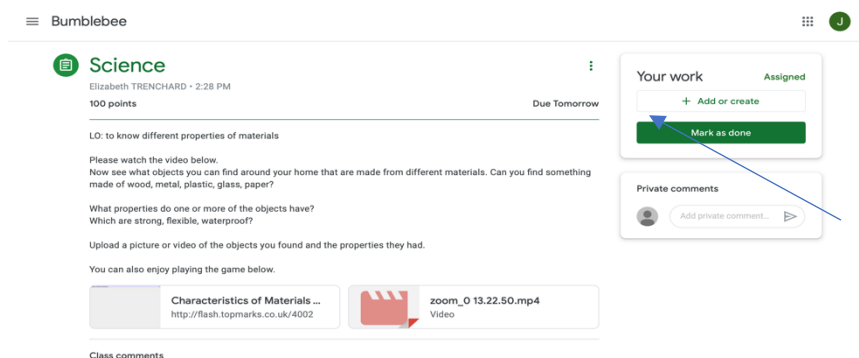 Bumblebee
J
Science
Elizabeth TRENCHARD • 2:28 PM
100 points
Due Tomorrow
LO: to know different properties of materials
Please watch the video below.
Now see what objects you can find around your home that are made from different materials. Can you find something
made of wood, metal, plastic, glass, paper?
What properties do one or more of the objects have?
Which are strong, flexible, waterproof?
Upload a picture or video of the objects you found and the properties they had.
You can also enjoy playing the game below.
Characteristics of Materials ...
http://flash.topmarks.co.uk/4002
zoom_0 13.22.50.mp4
Video
Class comments
Your work
Assigned
+ Add or create
Mark as done
Private comments
Add private comment...